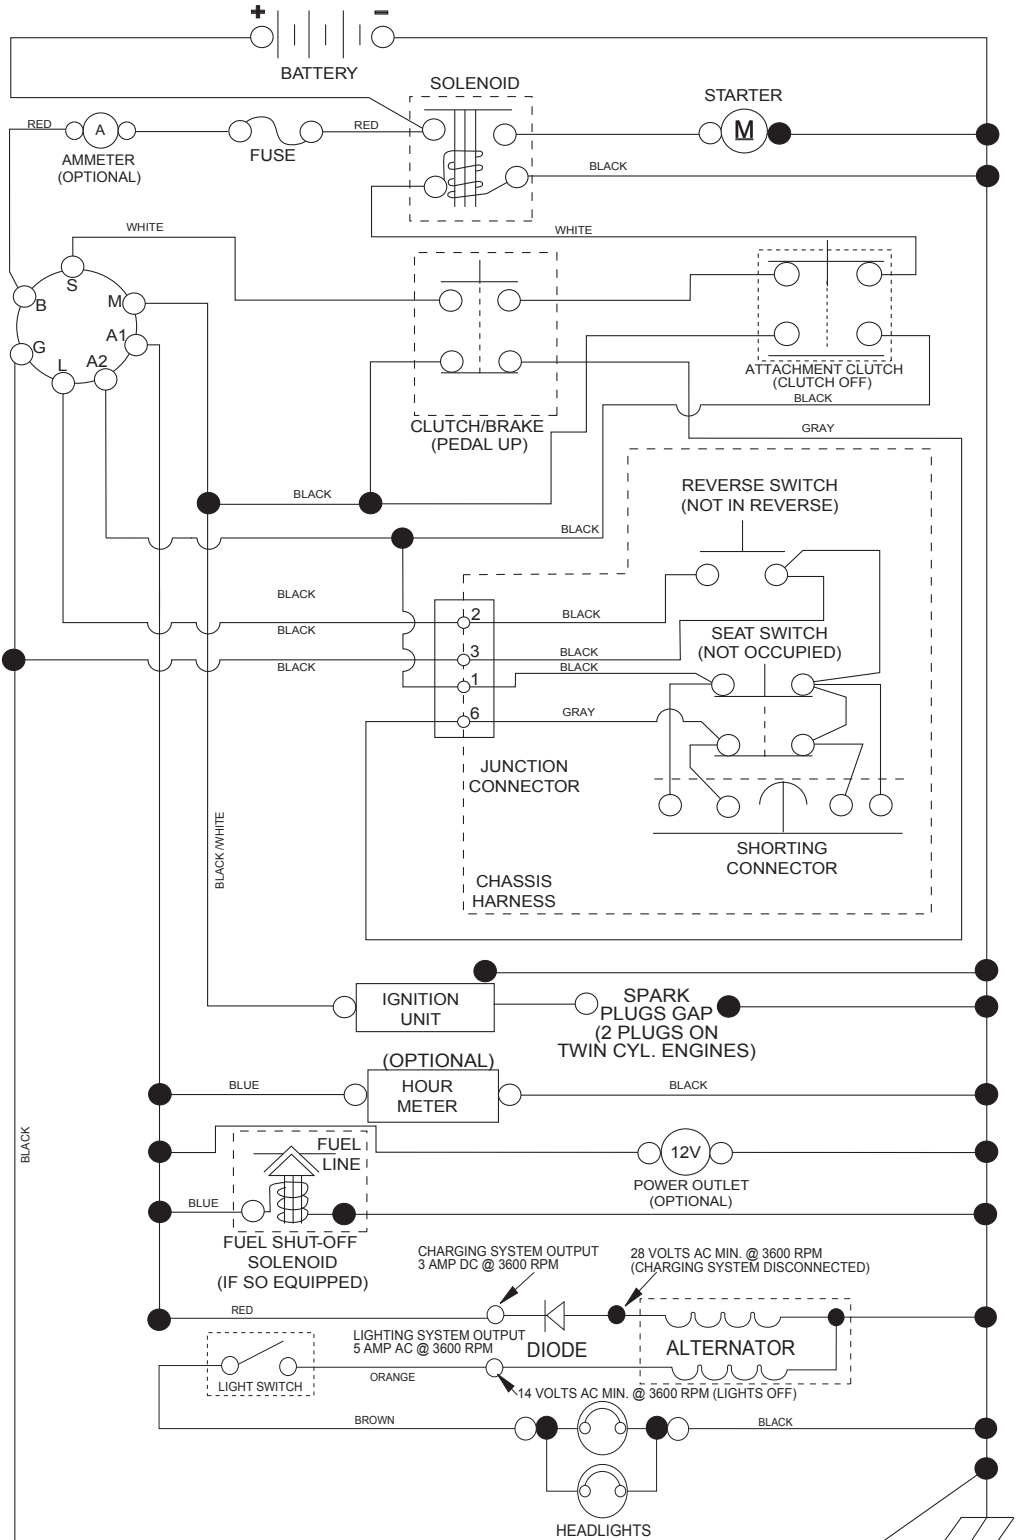 + −
BATTERY
SOLENOID
STARTER
RED
A
RED
M
AMMETER
(OPTIONAL)
FUSE
BLACK
WHITE
WHITE
S
B
M
A1
G
L
A2
ATTACHMENT CLUTCH
(CLUTCH OFF)
BLACK
CLUTCH/BRAKE
(PEDAL UP)
GRAY
REVERSE SWITCH
(NOT IN REVERSE)
BLACK
BLACK
BLACK
2
BLACK
BLACK
SEAT SWITCH
(NOT OCCUPIED)
3
BLACK
BLACK
BLACK
1
6
GRAY
JUNCTION
CONNECTOR
BLACK/WHITE
SHORTING
CONNECTOR
CHASSIS
HARNESS
IGNITION
UNIT
SPARK
PLUGS GAP
(2 PLUGS ON
TWIN CYL. ENGINES)
(OPTIONAL)
BLUE
HOUR
METER
BLACK
BLACK
FUEL
LINE
12V
POWER OUTLET
(OPTIONAL)
BLUE
FUEL SHUT-OFF
SOLENOID
(IF SO EQUIPPED)
CHARGING SYSTEM OUTPUT
3 AMP DC @ 3600 RPM
28 VOLTS AC MIN. @ 3600 RPM
(CHARGING SYSTEM DISCONNECTED)
RED
LIGHTING SYSTEM OUTPUT
5 AMP AC @ 3600 RPM
DIODE
ALTERNATOR
LIGHT SWITCH
ORANGE
14 VOLTS AC MIN. @ 3600 RPM (LIGHTS OFF)
BROWN
BLACK
HEADLIGHTS